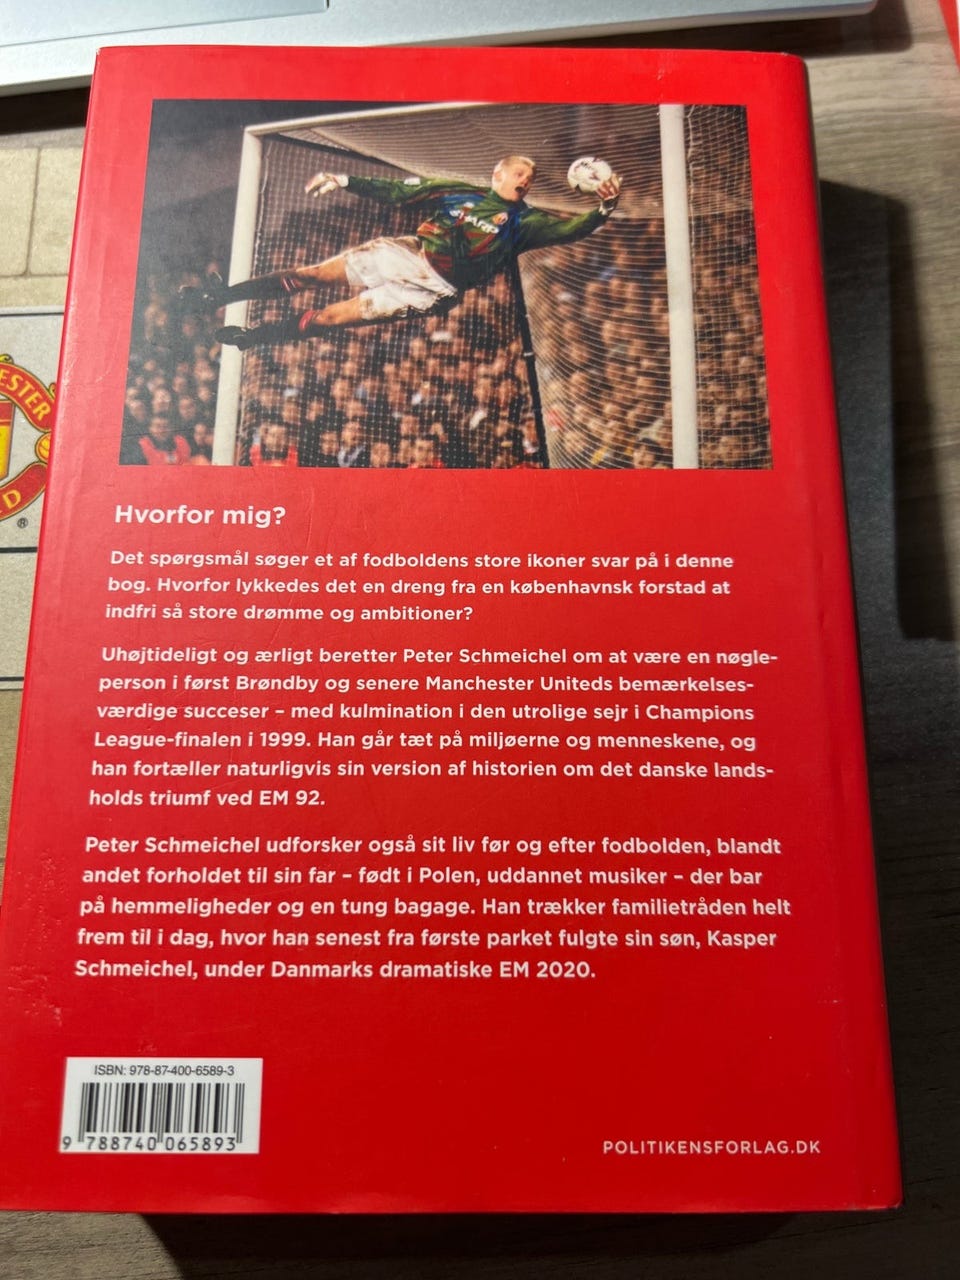 SHARP
ESTER
D
®
Hvorfor mig?
Det spørgsmål søger et af fodboldens store ikoner svar på i denne
bog. Hvorfor lykkedes det en dreng fra en københavnsk forstad at
indfri så store drømme og ambitioner?
Uhøjtideligt og ærligt beretter Peter Schmeichel om at være en nøgle-
person i først Brøndby og senere Manchester Uniteds bemærkelses-
værdige succeser – med kulmination i den utrolige sejr i Champions
League-finalen i 1999. Han går tæt på miljøerne og menneskene, og
han fortæller naturligvis sin version af historien om det danske lands-
holds triumf ved EM 92.
Peter Schmeichel udforsker også sit liv før og efter fodbolden, blandt
andet forholdet til sin far – født i Polen, uddannet musiker – der bar
på hemmeligheder og en tung bagage. Han trækker familietråden helt
frem til i dag, hvor han senest fra første parket fulgte sin søn, Kasper
Schmeichel, under Danmarks dramatiske EM 2020.
ISBN: 978-87-400-6589-3
9 788740 065893
POLITIKENSFORLAG.DK